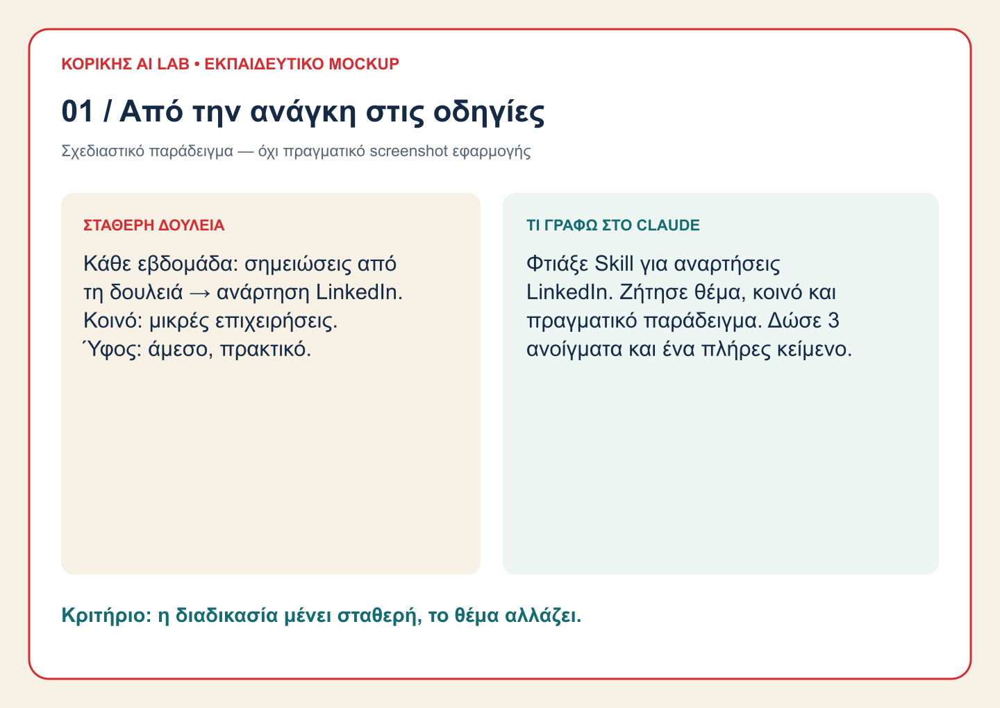 ΚΟΡΙΚΗΣ AI LAB • ΕΚΠΑΙΔΕΥΤΙΚΟ MOCKUP
01 / Από την ανάγκη στις οδηγίες
Σχεδιαστικό παράδειγμα — όχι πραγματικό screenshot εφαρμογής
ΣΤΑΘΕΡΗ ΔΟΥΛΕΙΑ
Κάθε εβδομάδα: σημειώσεις από
τη δουλειά → ανάρτηση LinkedIn.
Κοινό: μικρές επιχειρήσεις.
Ύφος: άμεσο, πρακτικό.
ΤΙ ΓΡΑΦΩ ΣΤΟ CLAUDE
Φτιάξε Skill για αναρτήσεις
LinkedIn. Ζήτησε θέμα, κοινό και
πραγματικό παράδειγμα. Δώσε 3
ανοίγματα και ένα πλήρες κείμενο.
Κριτήριο: η διαδικασία μένει σταθερή, το θέμα αλλάζει.